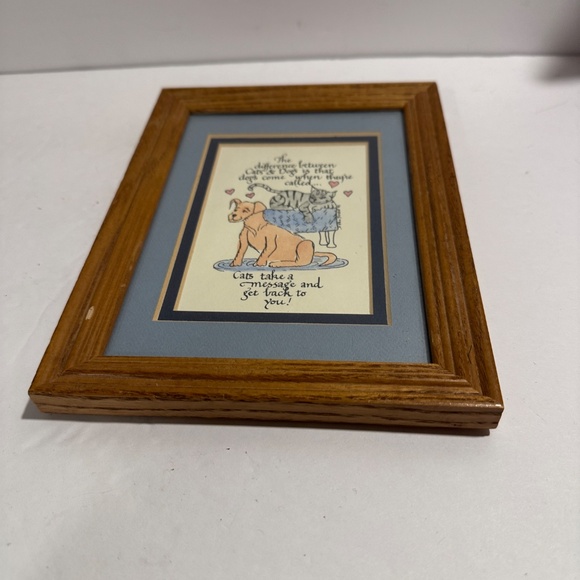 The
difference between
Cats & Dogs is that
dogs come when they're
called...
Cats take a
message and
get back to
you!